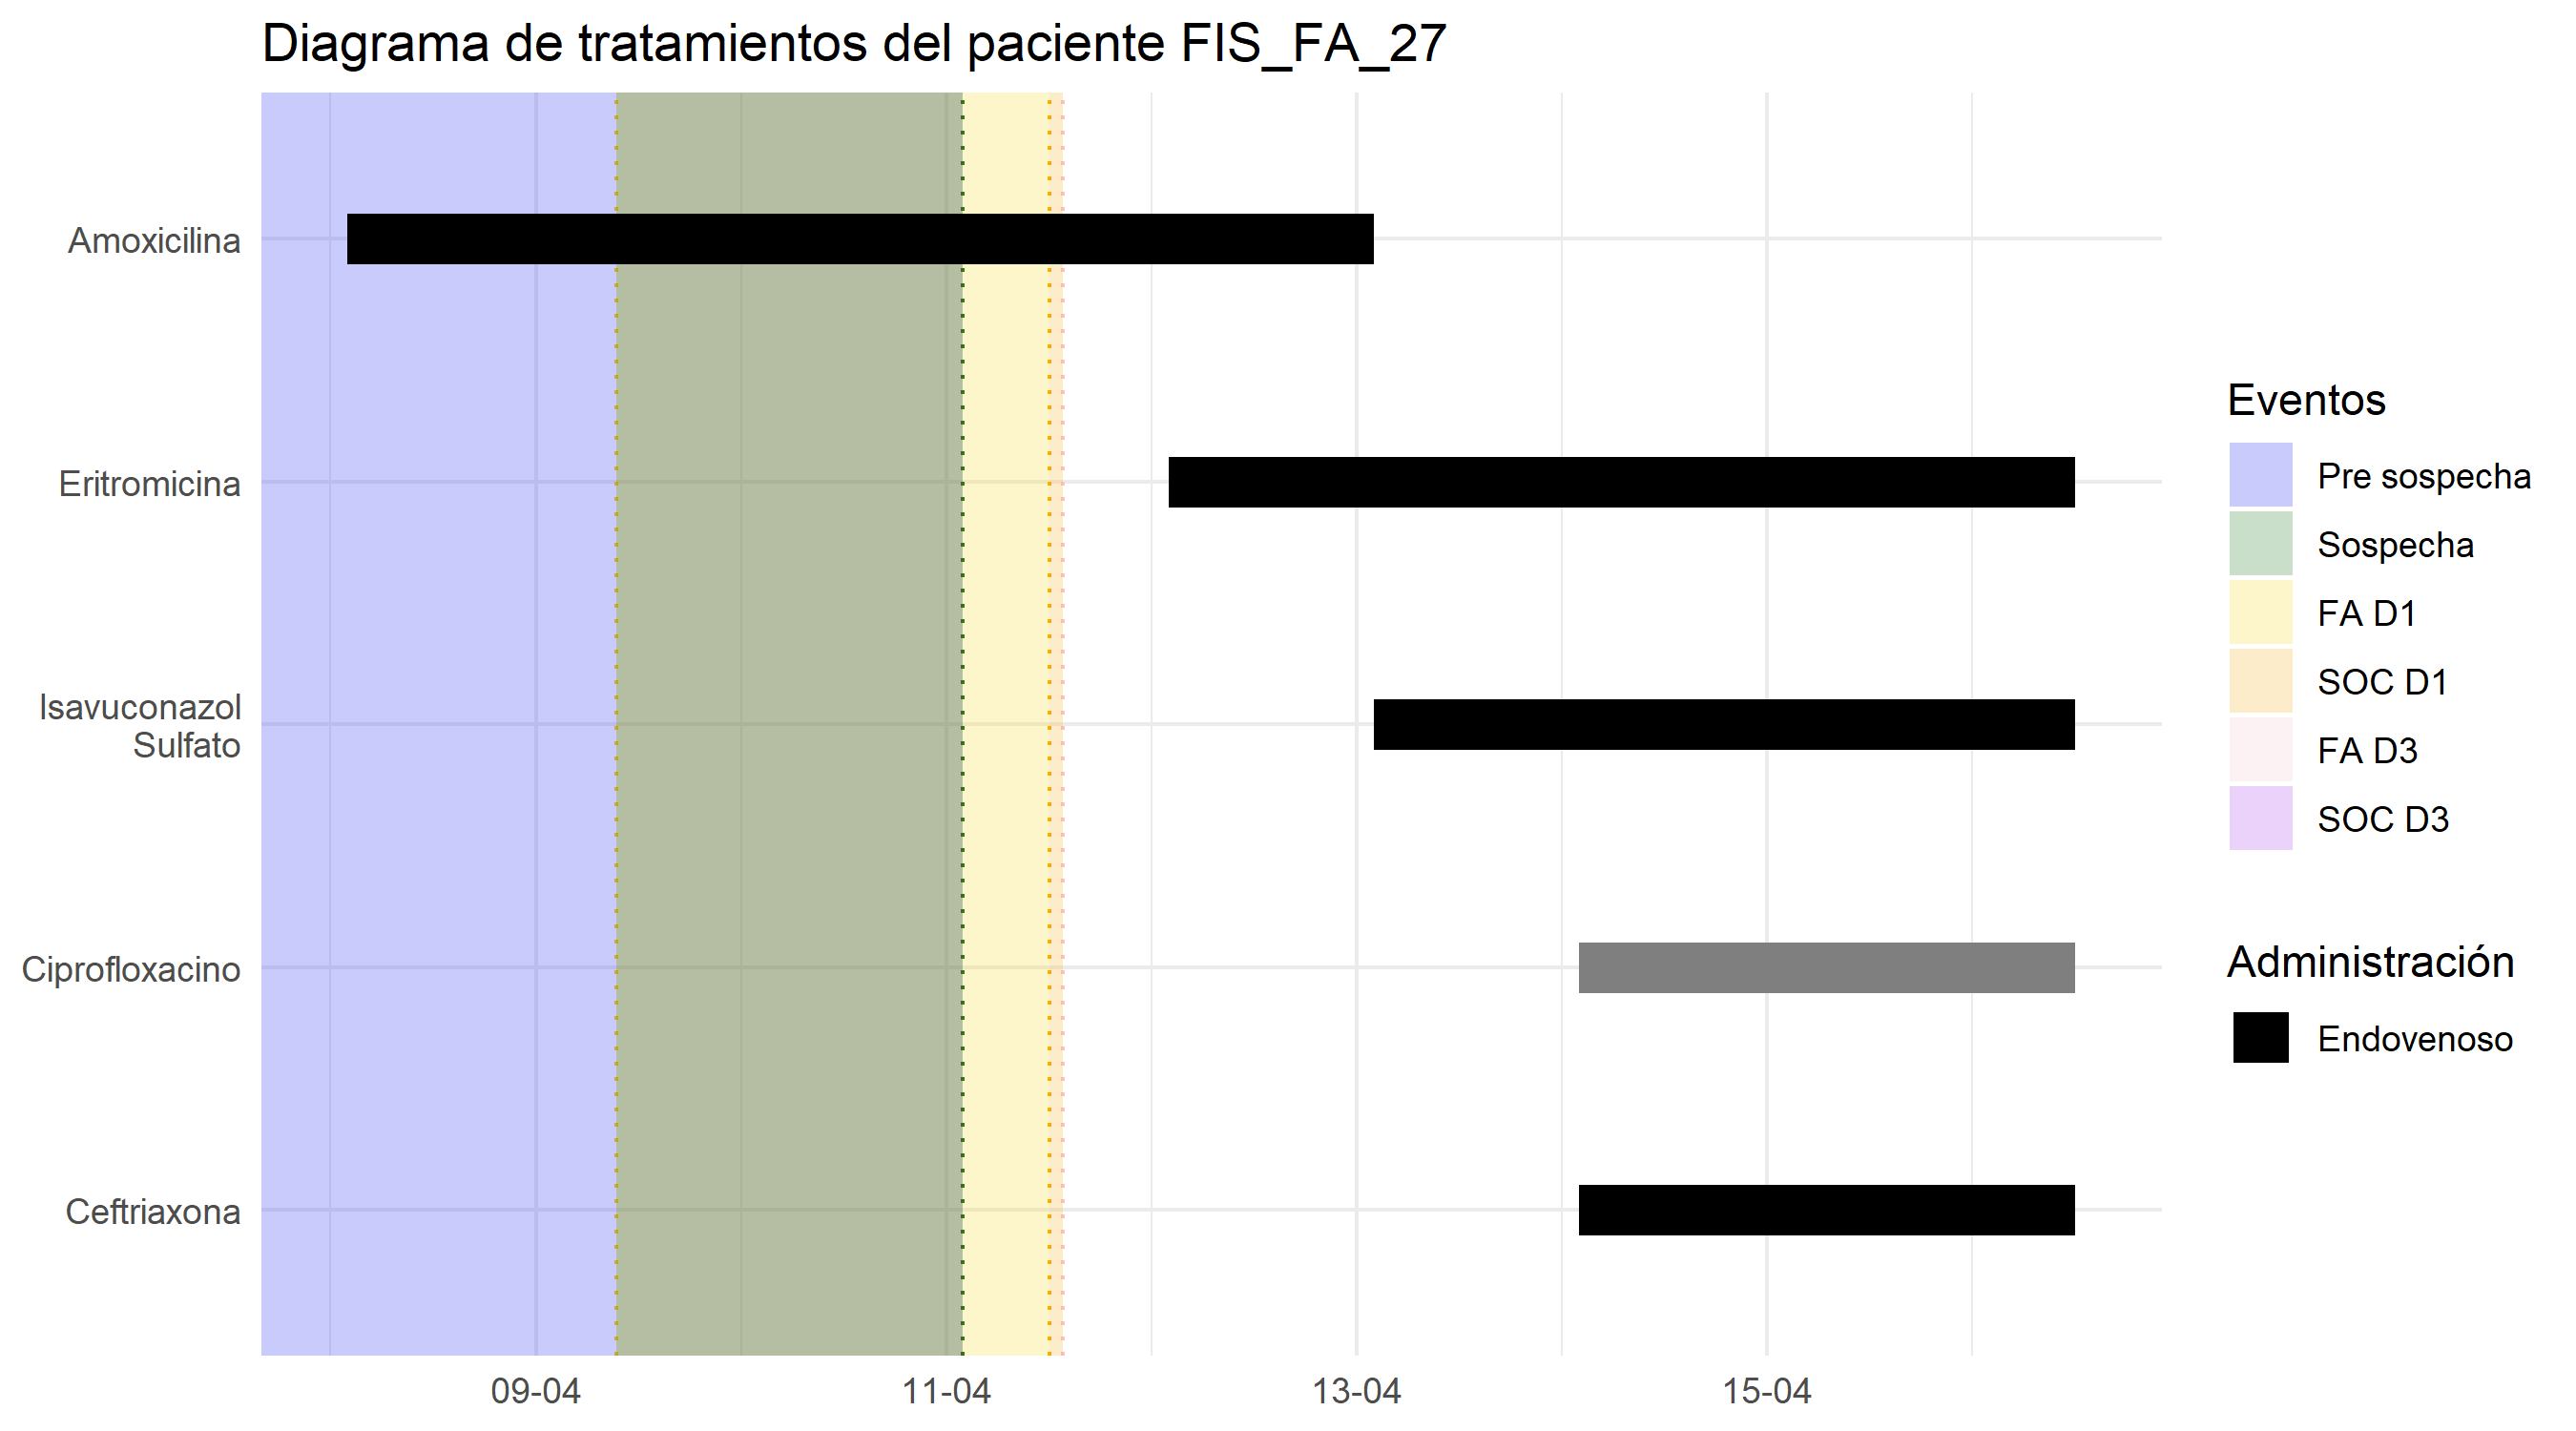 Diagrama de tratamientos del paciente FIS_FA_27
Amoxicilina
Eritromicina
Isavuconazol
Sulfato
Ciprofloxacino
Ceftriaxona
09-04
11-04
13-04
15-04
Eventos
Pre sospecha
Sospecha
FA D1
SOC D1
FA D3
SOC D3
Administración
Endovenoso